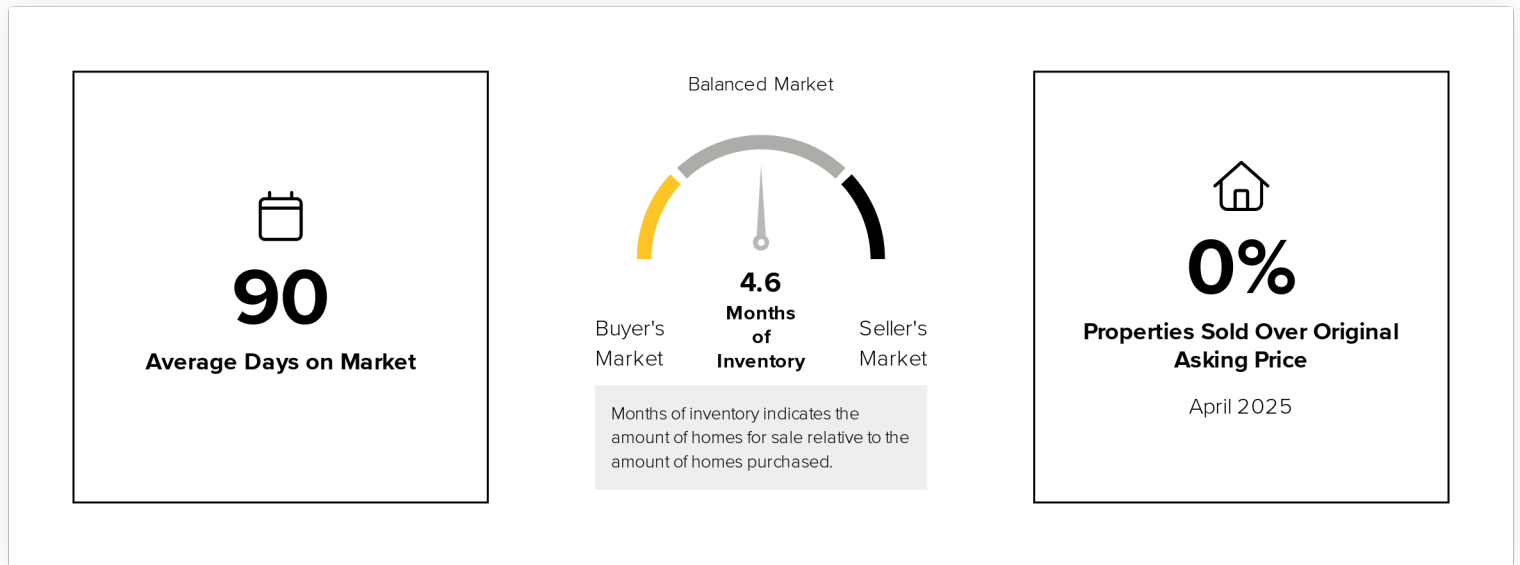 90
Average Days on Market
Balanced Market
4.6
Months
of
Inventory
Buyer's
Market
Seller's
Market
Months of inventory indicates the
amount of homes for sale relative to the
amount of homes purchased.
0%
Properties Sold Over Original
Asking Price
April 2025